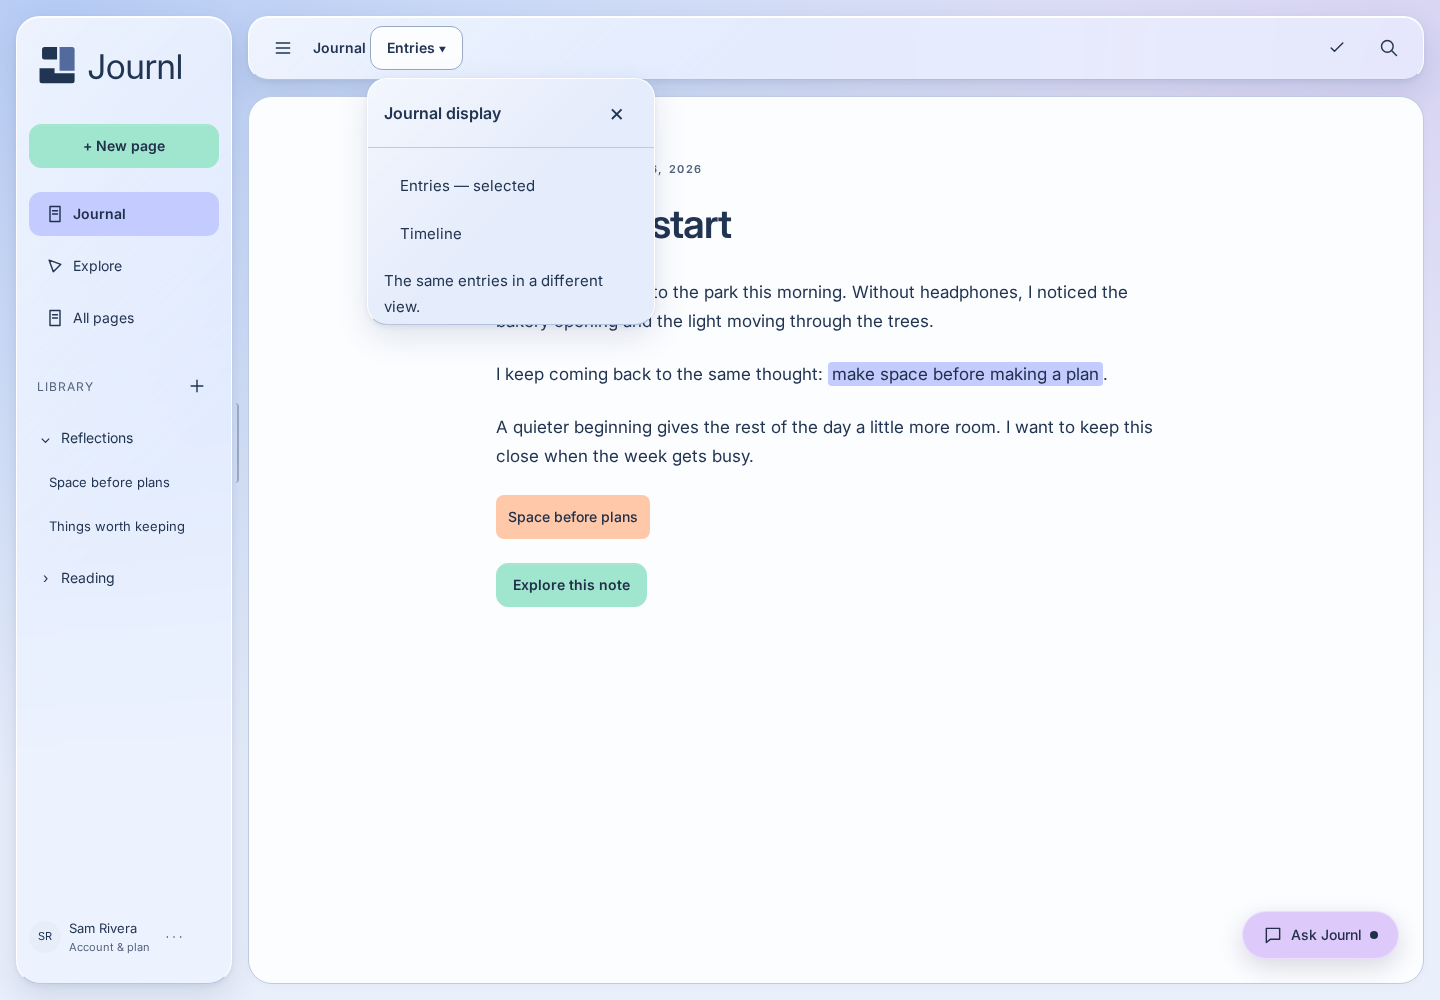 Journl
+ New page
Journal
Explore
All pages
LIBRARY
Reflections
Space before plans
Things worth keeping
Reading
SR
Sam Rivera
Account & plan
Journal
Entries ▾
Journal display
Entries — selected
Timeline
The same entries in a different
view.
, 2026
start
to the park this morning. Without headphones, I noticed the
bakery opening and the light moving through the trees.
I keep coming back to the same thought: make space before making a plan.
A quieter beginning gives the rest of the day a little more room. I want to keep this
close when the week gets busy.
Space before plans
Explore this note
Ask Journl